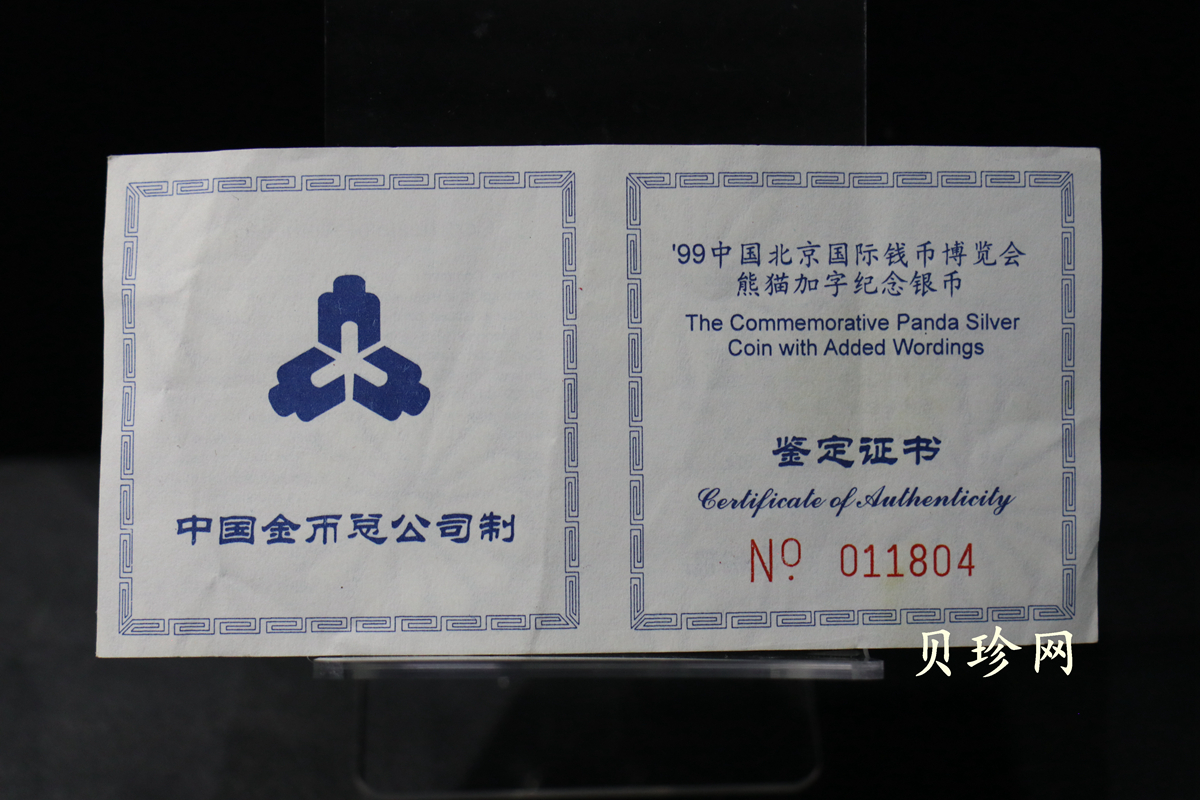 中国金币总公司制
'99中国北京国际钱币博览会
熊猫加字纪念银币
The Commemorative Panda Silver
Coin with Added Wordings
鉴定证书
Certificate of Authenticity
Nº. 011804
贝珍网